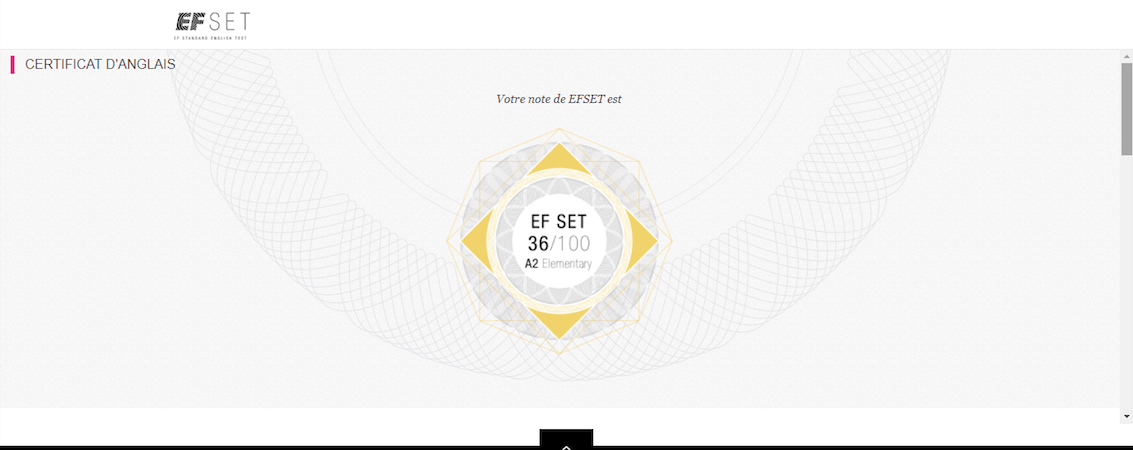 EF SET
EF STANDARD ENGLISH TEST
CERTIFICAT D'ANGLAIS
Votre note de EFSET est
EF SET
36/100
A2 Elementary